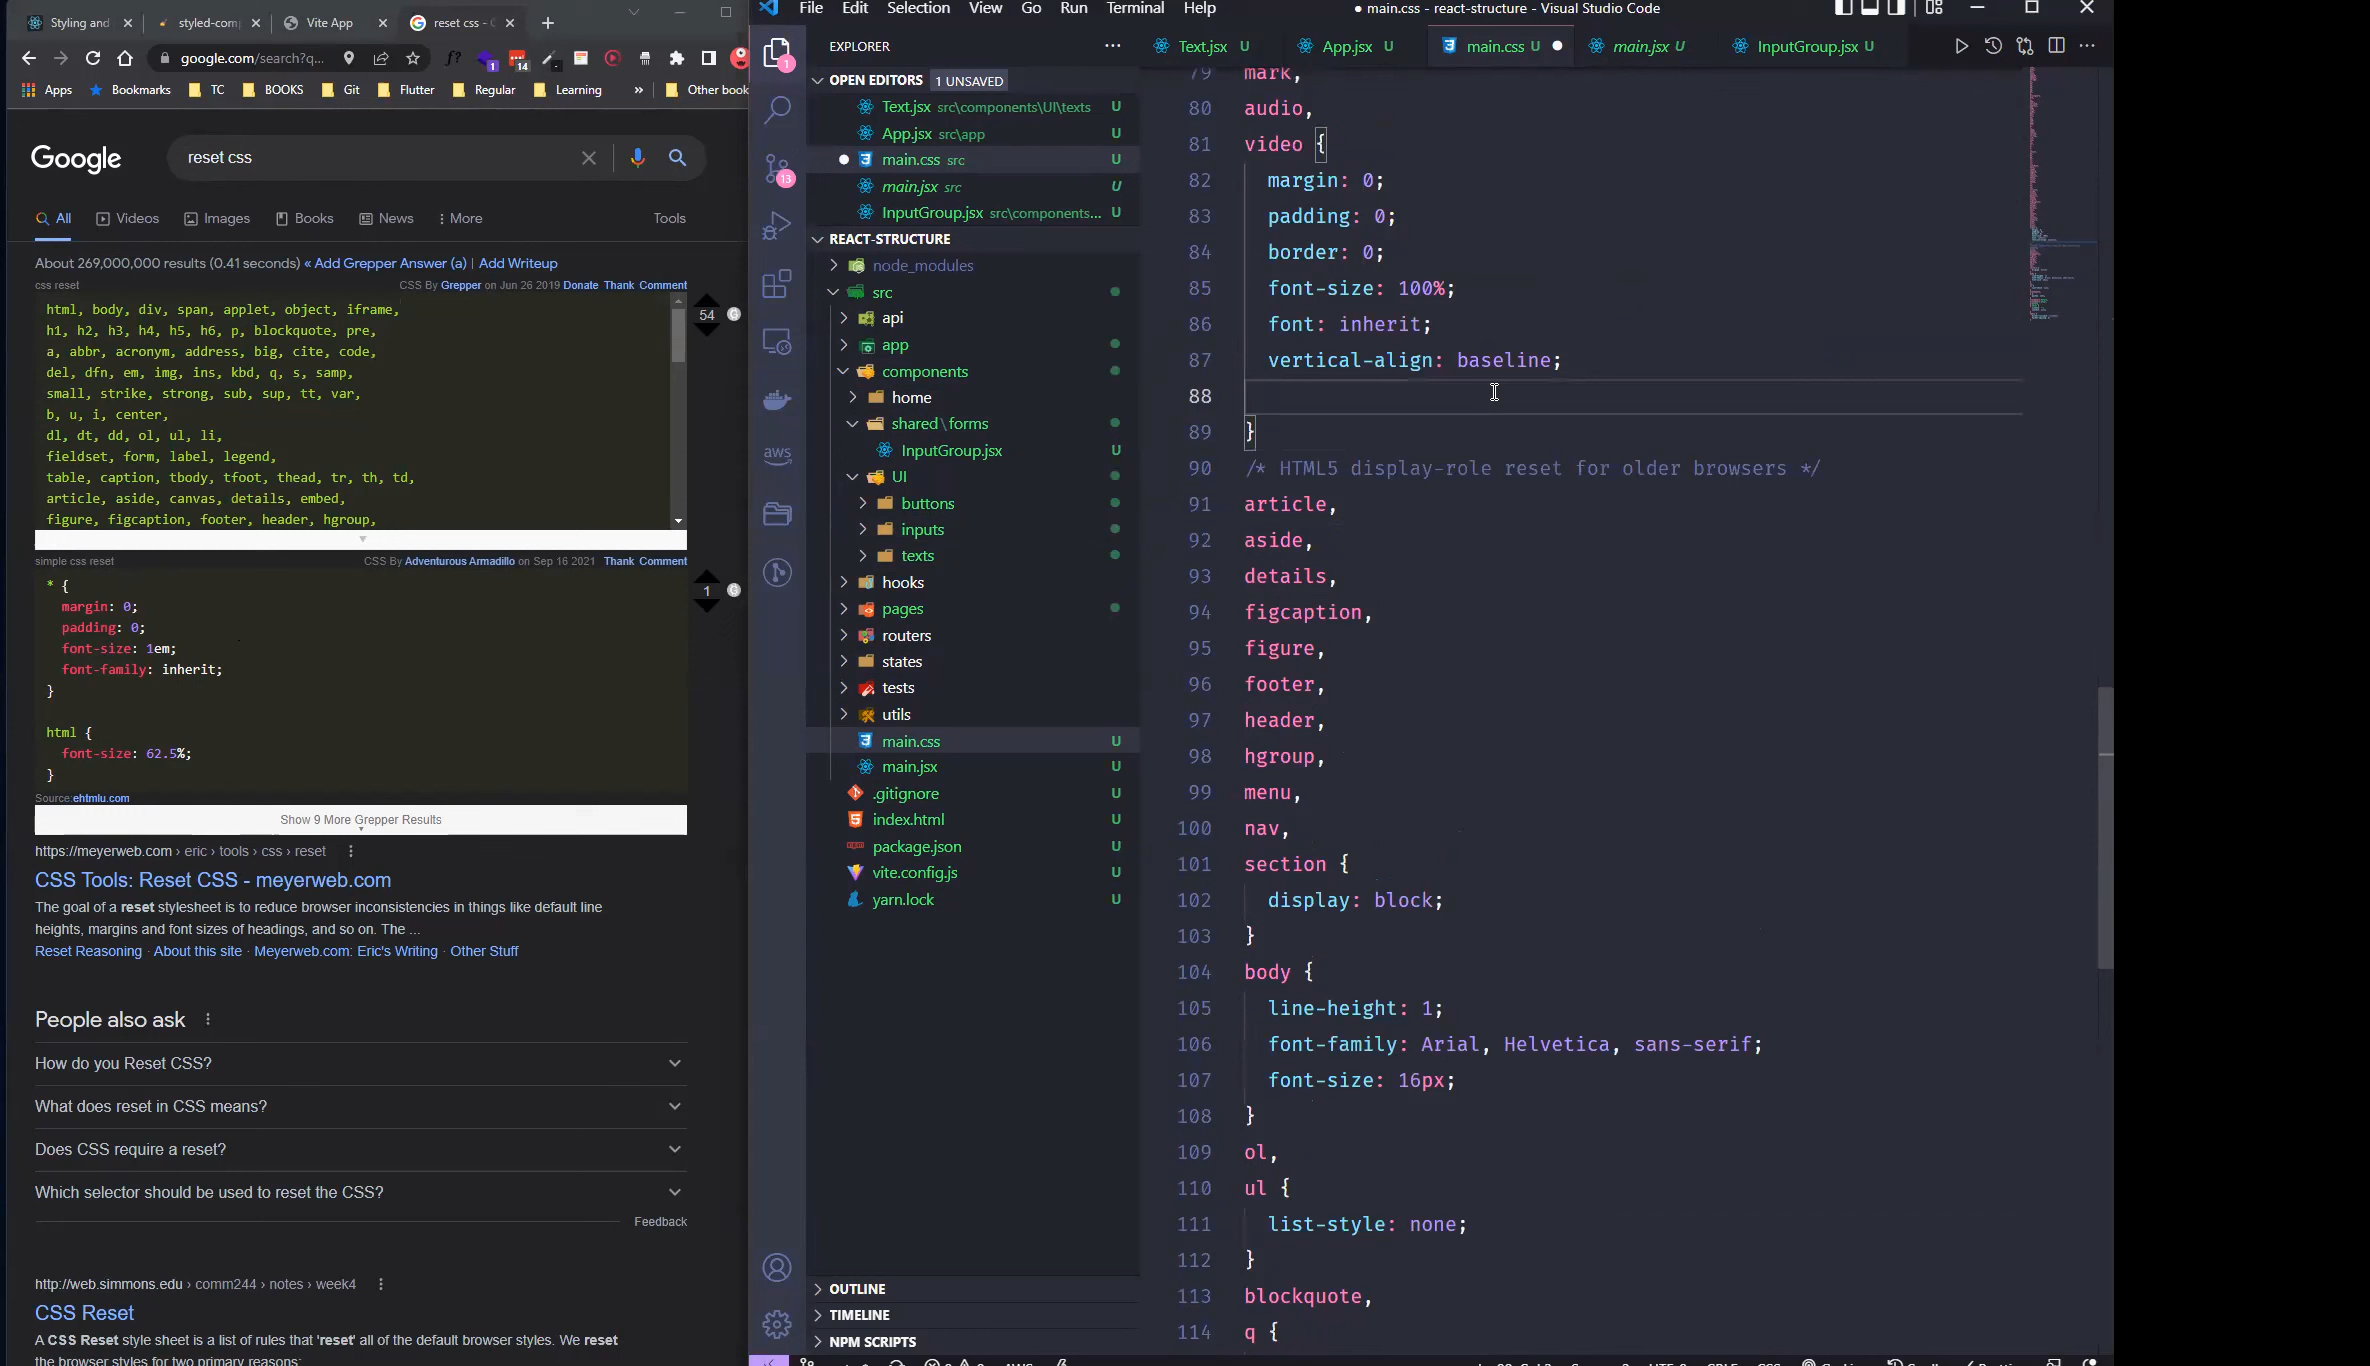 Styling and
styled-com
Vite App
reset css - G
google.com/search?q...
Apps
Bookmarks
TC
BOOKS
Git
Flutter
Regular
Learning
»
Other book
Google
reset css
All
Videos
Images
Books
News
More
Tools
About 269,000,000 results (0.41 seconds) « Add Grepper Answer (a) | Add Writeup
css reset
CSS By Grepper on Jun 26 2019 Donate Thank Comment
html, body, div, span, applet, object, iframe,
h1, h2, h3, h4, h5, h6, p, blockquote, pre,
a, abbr, acronym, address, big, cite, code,
del, dfn, em, img, ins, kbd, q, s, samp,
small, strike, strong, sub, sup, tt, var,
b, u, i, center,
dl, dt, dd, ol, ul, li,
fieldset, form, label, legend,
table, caption, tbody, tfoot, thead, tr, th, td,
article, aside, canvas, details, embed,
figure, figcaption, footer, header, hgroup,
54
simple css reset
CSS By Adventurous Armadillo on Sep 16 2021 Thank Comment
* {
margin: 0;
padding: 0;
font-size: 1em;
font-family: inherit;
}
html {
font-size: 62.5%;
}
1
Source:ehtmlu.com
Show 9 More Grepper Results
https://meyerweb.com › eric › tools › css › reset
CSS Tools: Reset CSS - meyerweb.com
The goal of a reset stylesheet is to reduce browser inconsistencies in things like default line
heights, margins and font sizes of headings, and so on. The ...
Reset Reasoning · About this site · Meyerweb.com: Eric's Writing · Other Stuff
People also ask
How do you Reset CSS?
What does reset in CSS means?
Does CSS require a reset?
Which selector should be used to reset the CSS?
Feedback
http://web.simmons.edu › comm244 › notes › week4
CSS Reset
A CSS Reset style sheet is a list of rules that 'reset' all of the default browser styles. We reset
the browser styles for two primary reasons:
File Edit Selection View Go Run Terminal Help
● main.css - react-structure - Visual Studio Code
EXPLORER
OPEN EDITORS 1 UNSAVED
Text.jsx src\components\UI\texts U
App.jsx src\app U
main.css src U
main.jsx src U
InputGroup.jsx src\components... U
REACT-STRUCTURE
node_modules
src
api
app
components
home
shared\forms
InputGroup.jsx U
UI
buttons
inputs
texts
hooks
pages
routers
states
tests
utils
main.css U
main.jsx U
.gitignore U
index.html U
package.json U
vite.config.js U
yarn.lock U
OUTLINE
TIMELINE
NPM SCRIPTS
1
13
aws
Text.jsx U
App.jsx U
main.css U
main.jsx U
InputGroup.jsx U
79 mark,
80 audio,
81 video {
82 margin: 0;
83 padding: 0;
84 border: 0;
85 font-size: 100%;
86 font: inherit;
87 vertical-align: baseline;
88
89 }
90 /* HTML5 display-role reset for older browsers */
91 article,
92 aside,
93 details,
94 figcaption,
95 figure,
96 footer,
97 header,
98 hgroup,
99 menu,
100 nav,
101 section {
102 display: block;
103 }
104 body {
105 line-height: 1;
106 font-family: Arial, Helvetica, sans-serif;
107 font-size: 16px;
108 }
109 ol,
110 ul {
111 list-style: none;
112 }
113 blockquote,
114 q {